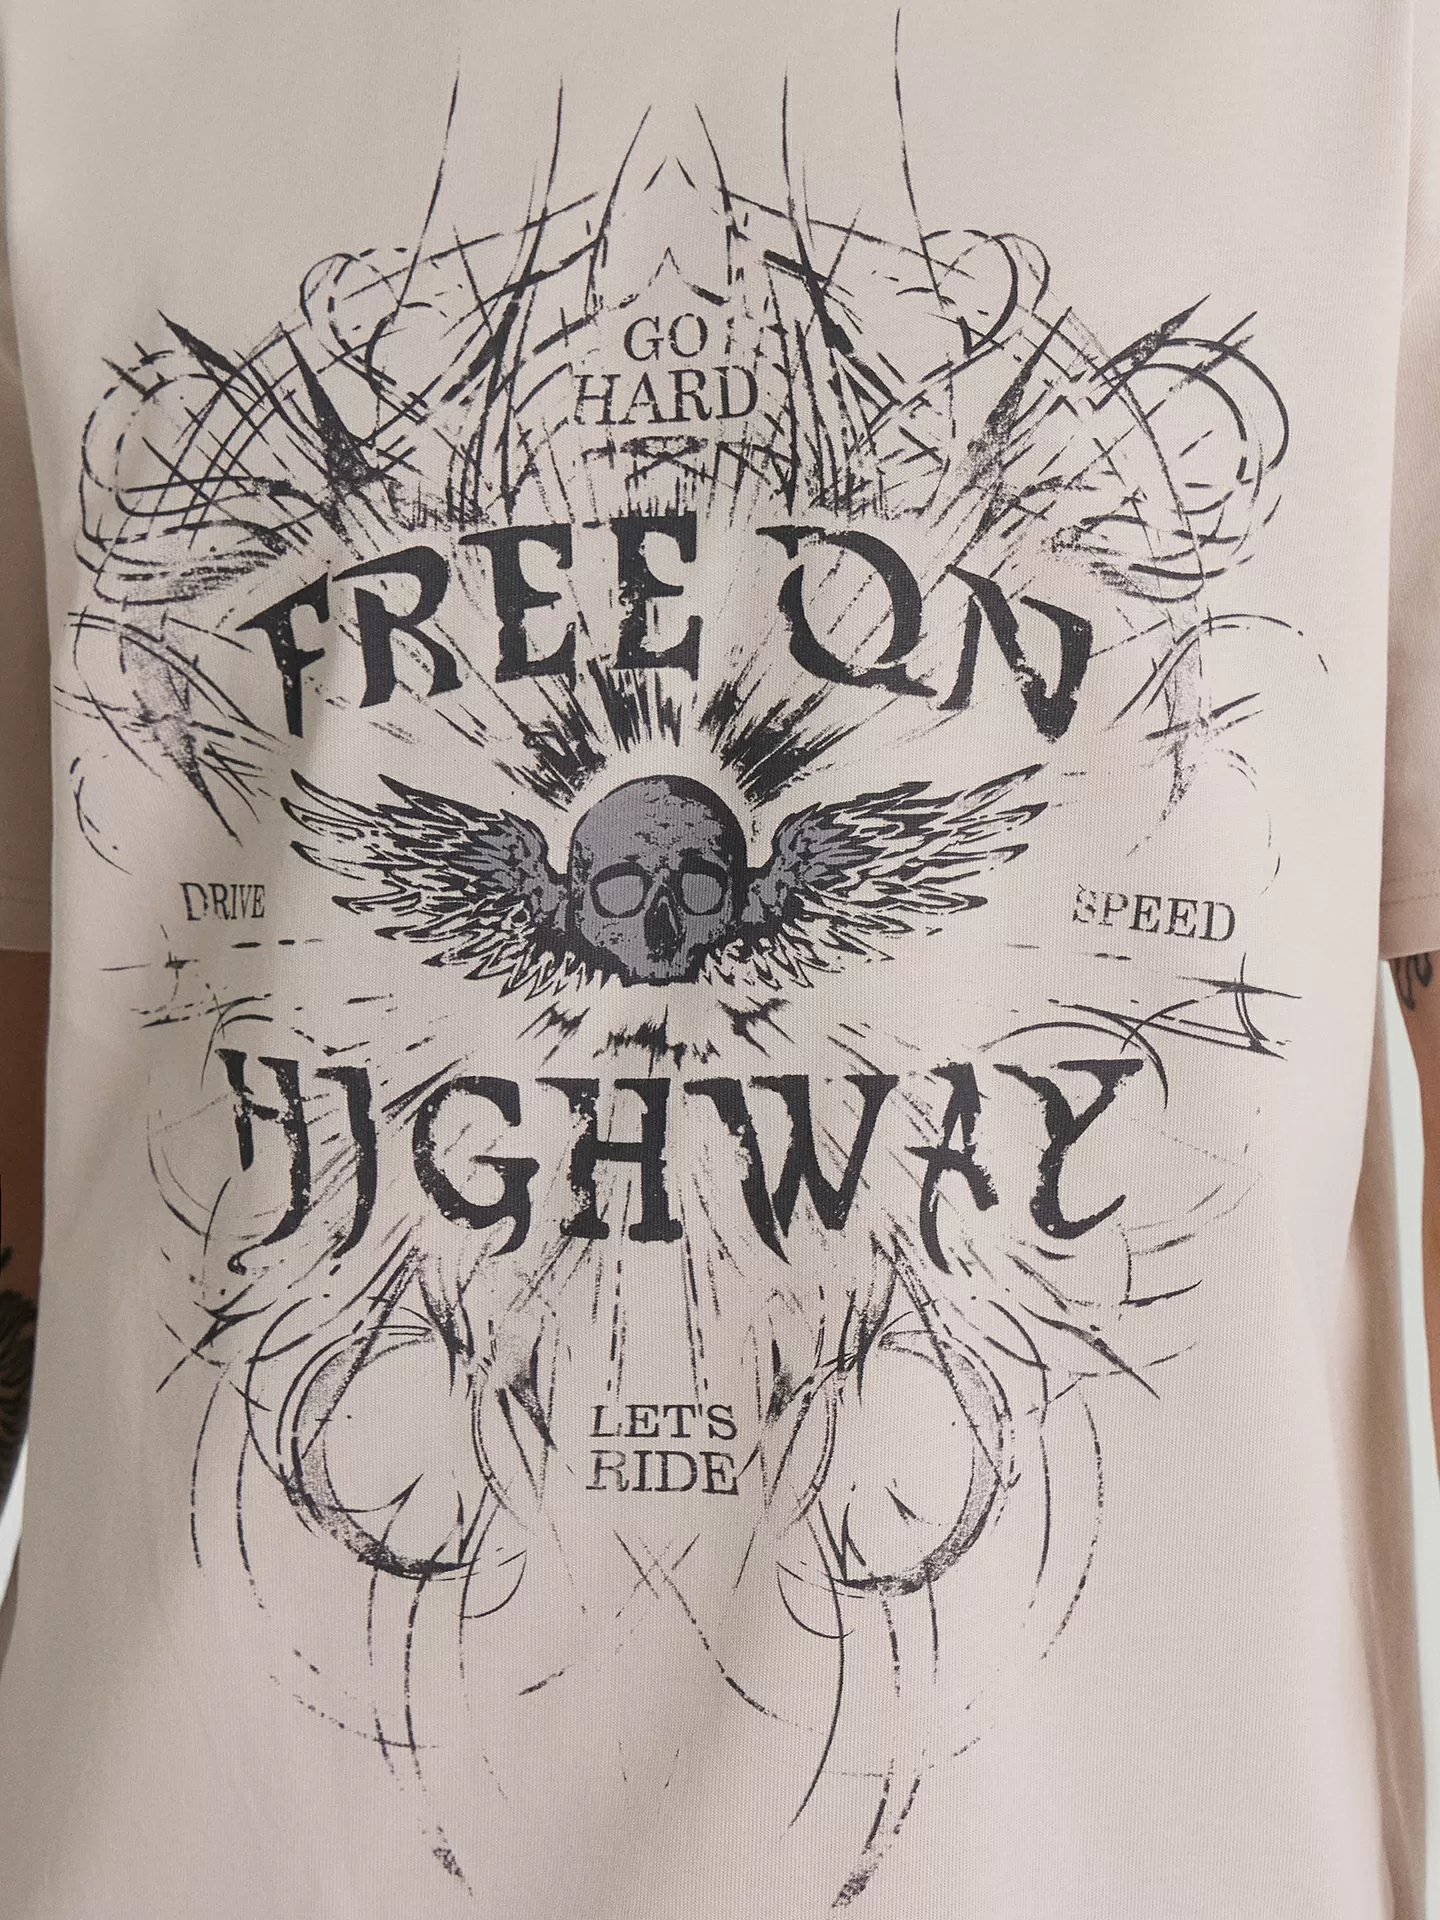 GO
HARD
FREE ON
DRIVE
SPEED
HIGHWAY
LET'S
RIDE